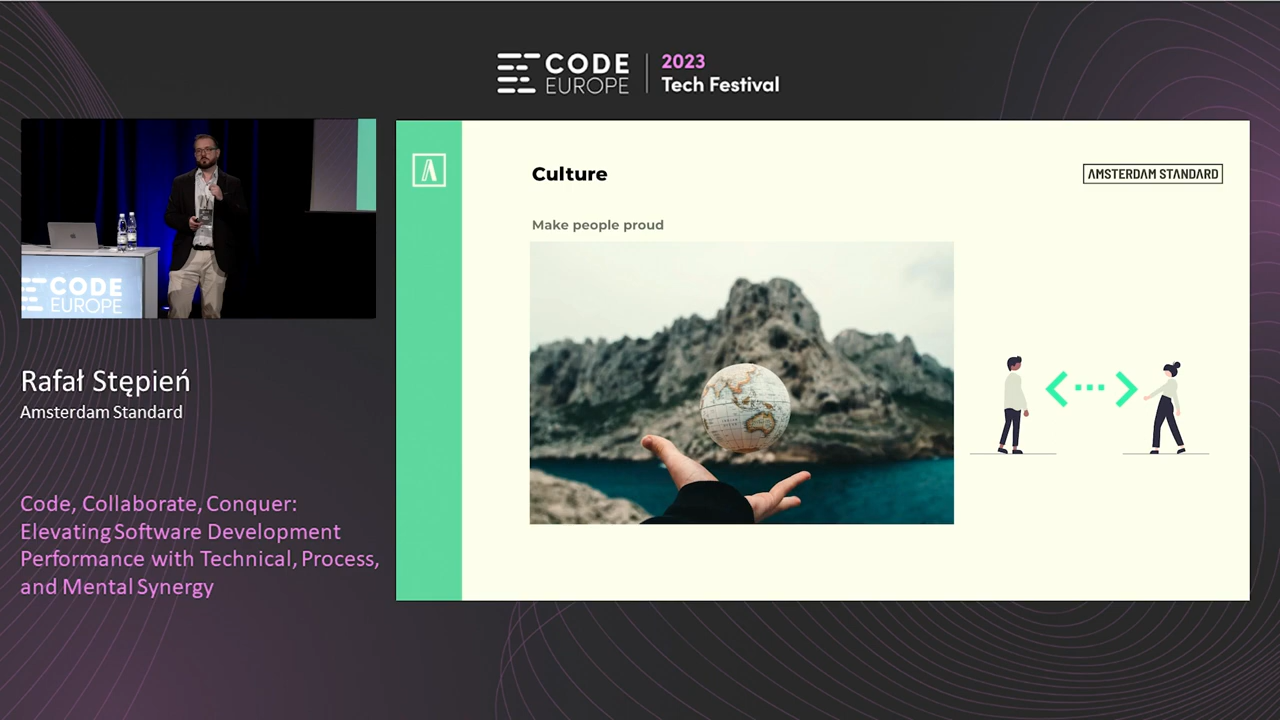 CODE
EUROPE
2023
Tech Festival
CODE
EUROPE
Rafał Stępień
Amsterdam Standard
Code, Collaborate, Conquer:
Elevating Software Development
Performance with Technical, Process,
and Mental Synergy
Culture
AMSTERDAM STANDARD
Make people proud